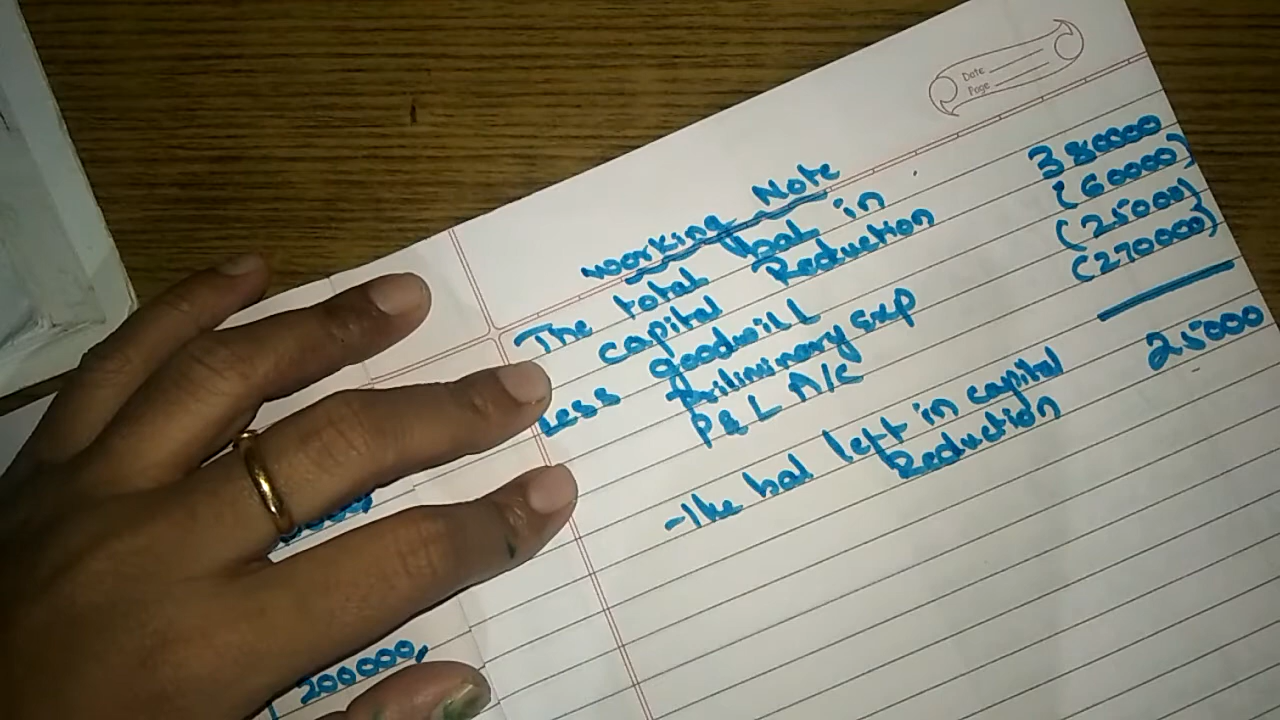 Date
Page
Working Note
The total bal in
capital Reduction 380000
Less goodwill (60000)
Priliminary Exp (25000)
P&L A/C (270000)
The bal left in capital
Reduction 25000
200000,